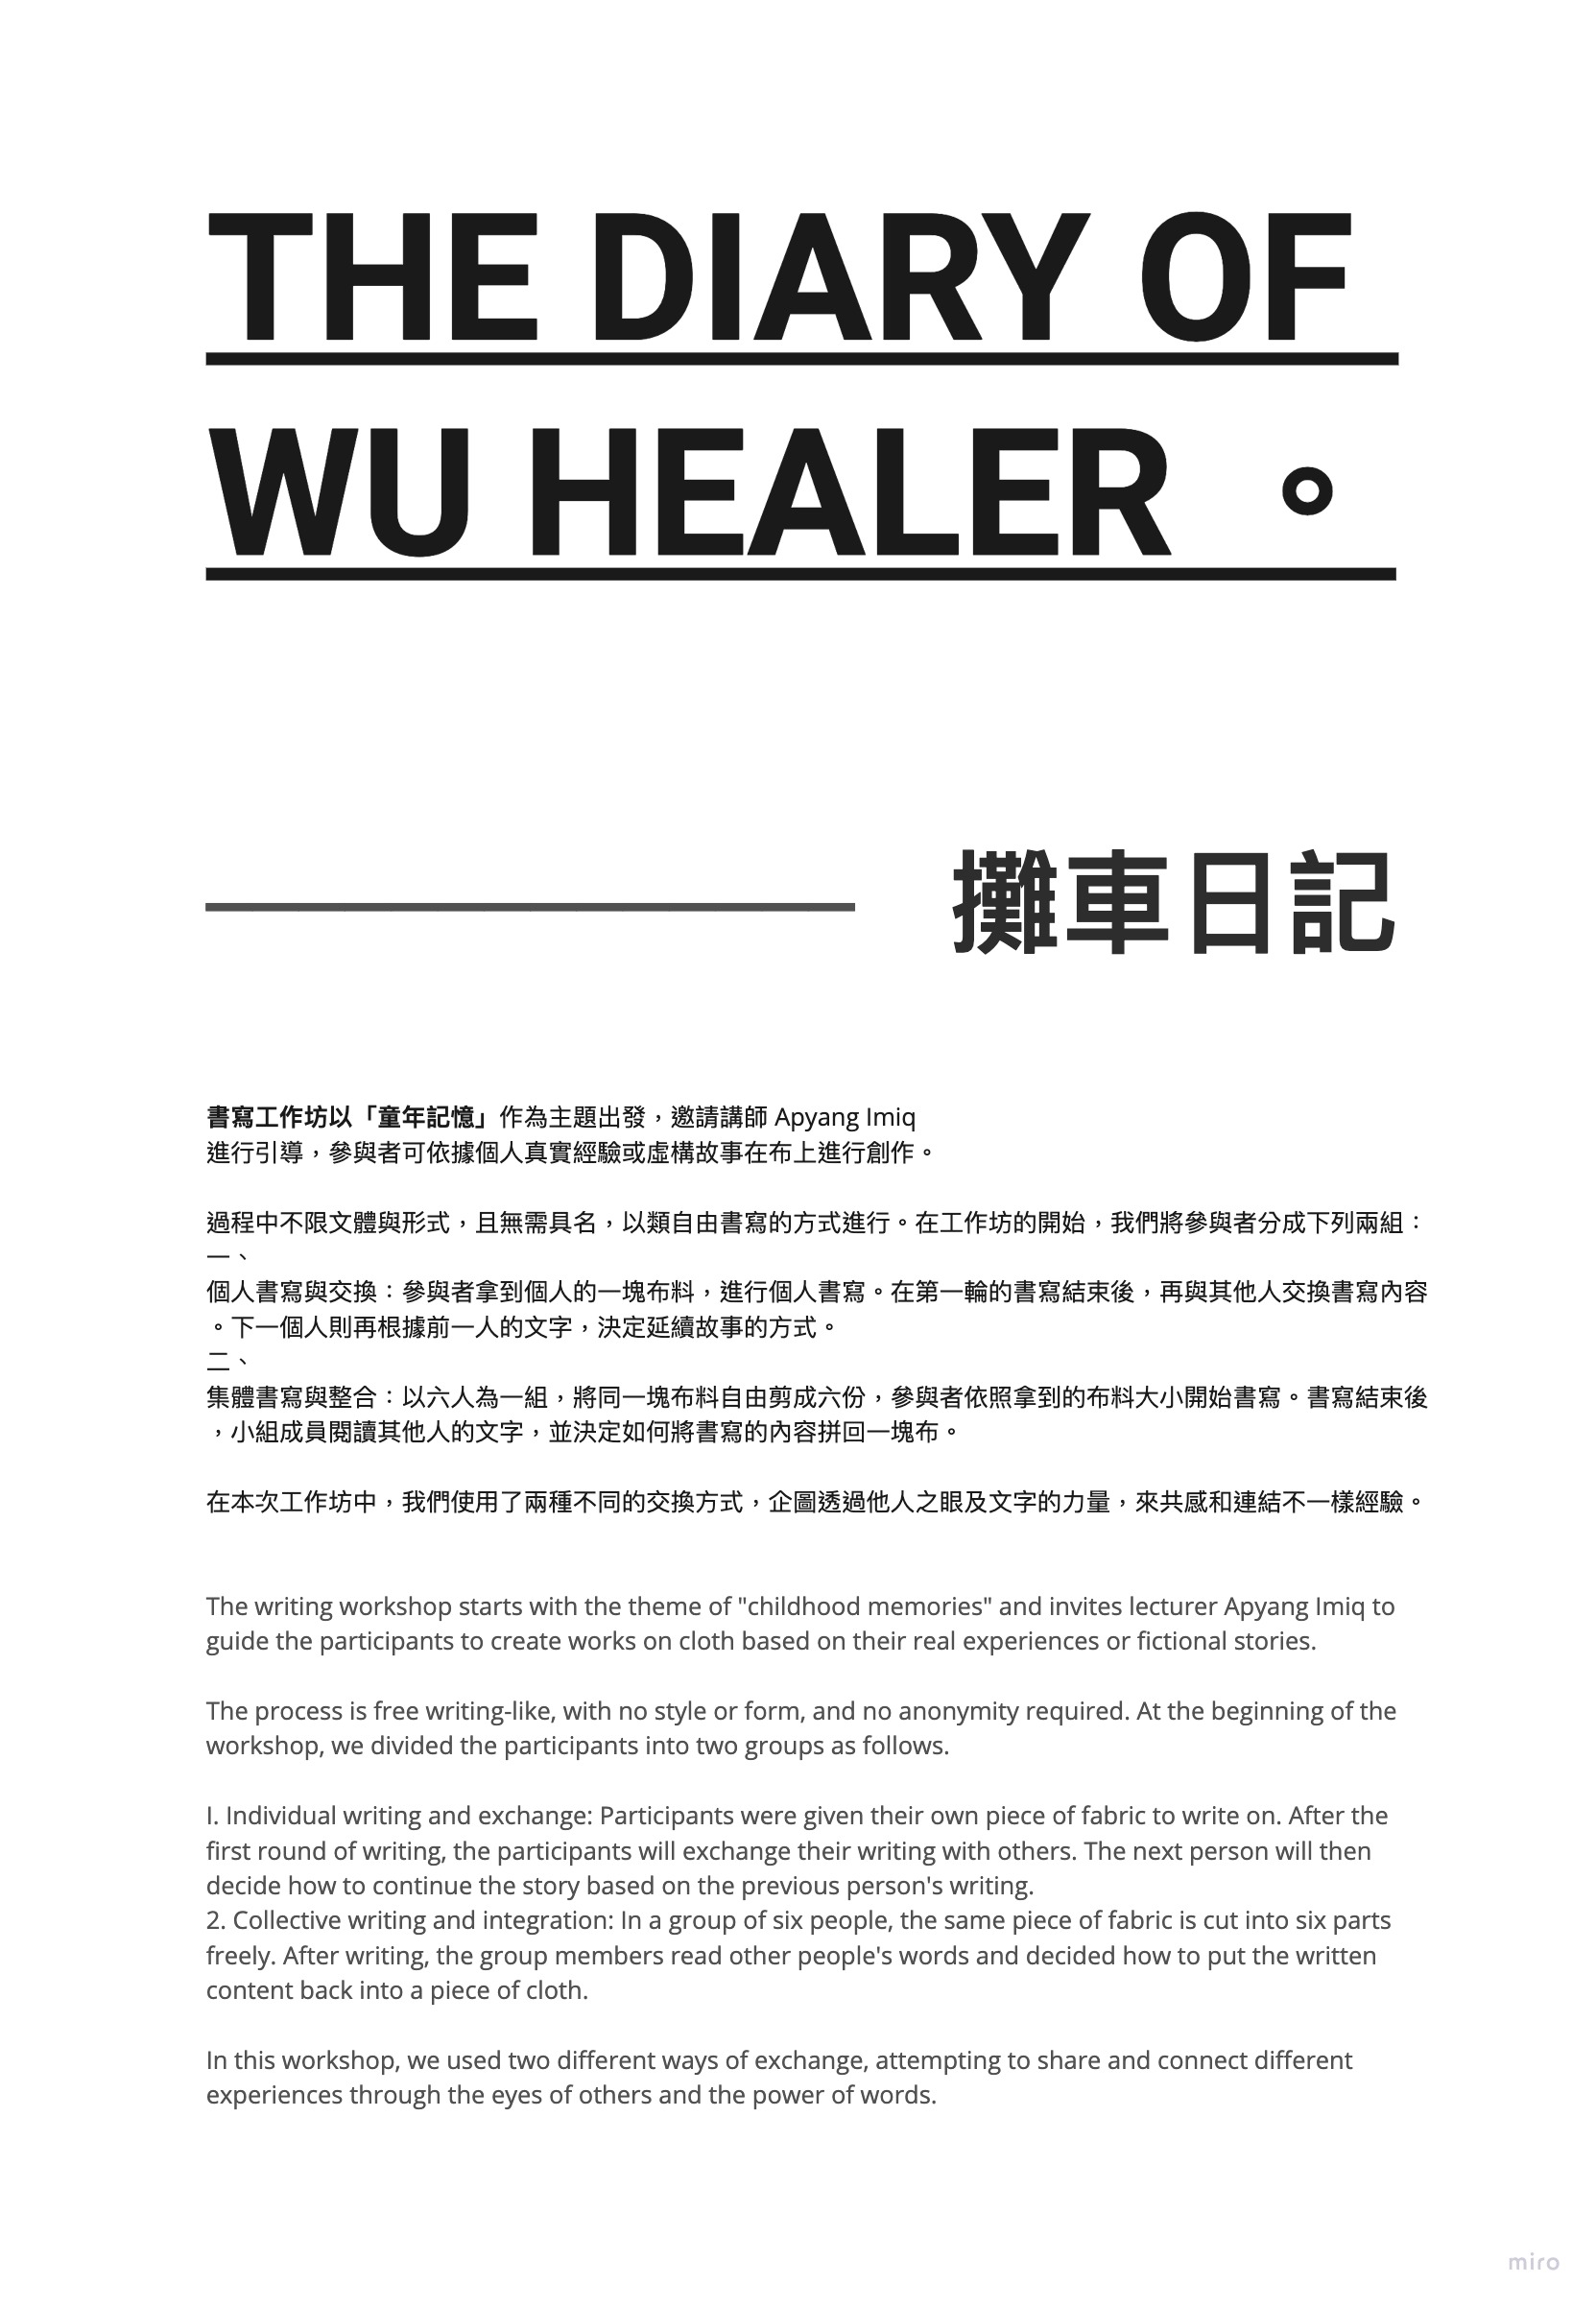 THE DIARY OF
WU HEALER 。
攤車日記
書寫工作坊以「童年記憶」作為主題出發，邀請講師 Apyang Imiq
進行引導，參與者可依據個人真實經驗或虛構故事在布上進行創作。
過程中不限文體與形式，且無需具名，以類自由書寫的方式進行。在工作坊的開始，我們將參與者分成下列兩組：
一、
個人書寫與交換：參與者拿到個人的一塊布料，進行個人書寫。在第一輪的書寫結束後，再與其他人交換書寫內容
。下一個人則再根據前一人的文字，決定延續故事的方式。
二、
集體書寫與整合：以六人為一組，將同一塊布料自由剪成六份，參與者依照拿到的布料大小開始書寫。書寫結束後
，小組成員閱讀其他人的文字，並決定如何將書寫的內容拼回一塊布。
在本次工作坊中，我們使用了兩種不同的交換方式，企圖透過他人之眼及文字的力量，來共感和連結不一樣經驗。
The writing workshop starts with the theme of "childhood memories" and invites lecturer Apyang Imiq to
guide the participants to create works on cloth based on their real experiences or fictional stories.
The process is free writing-like, with no style or form, and no anonymity required. At the beginning of the
workshop, we divided the participants into two groups as follows.
I. Individual writing and exchange: Participants were given their own piece of fabric to write on. After the
first round of writing, the participants will exchange their writing with others. The next person will then
decide how to continue the story based on the previous person's writing.
2. Collective writing and integration: In a group of six people, the same piece of fabric is cut into six parts
freely. After writing, the group members read other people's words and decided how to put the written
content back into a piece of cloth.
In this workshop, we used two different ways of exchange, attempting to share and connect different
experiences through the eyes of others and the power of words.
miro